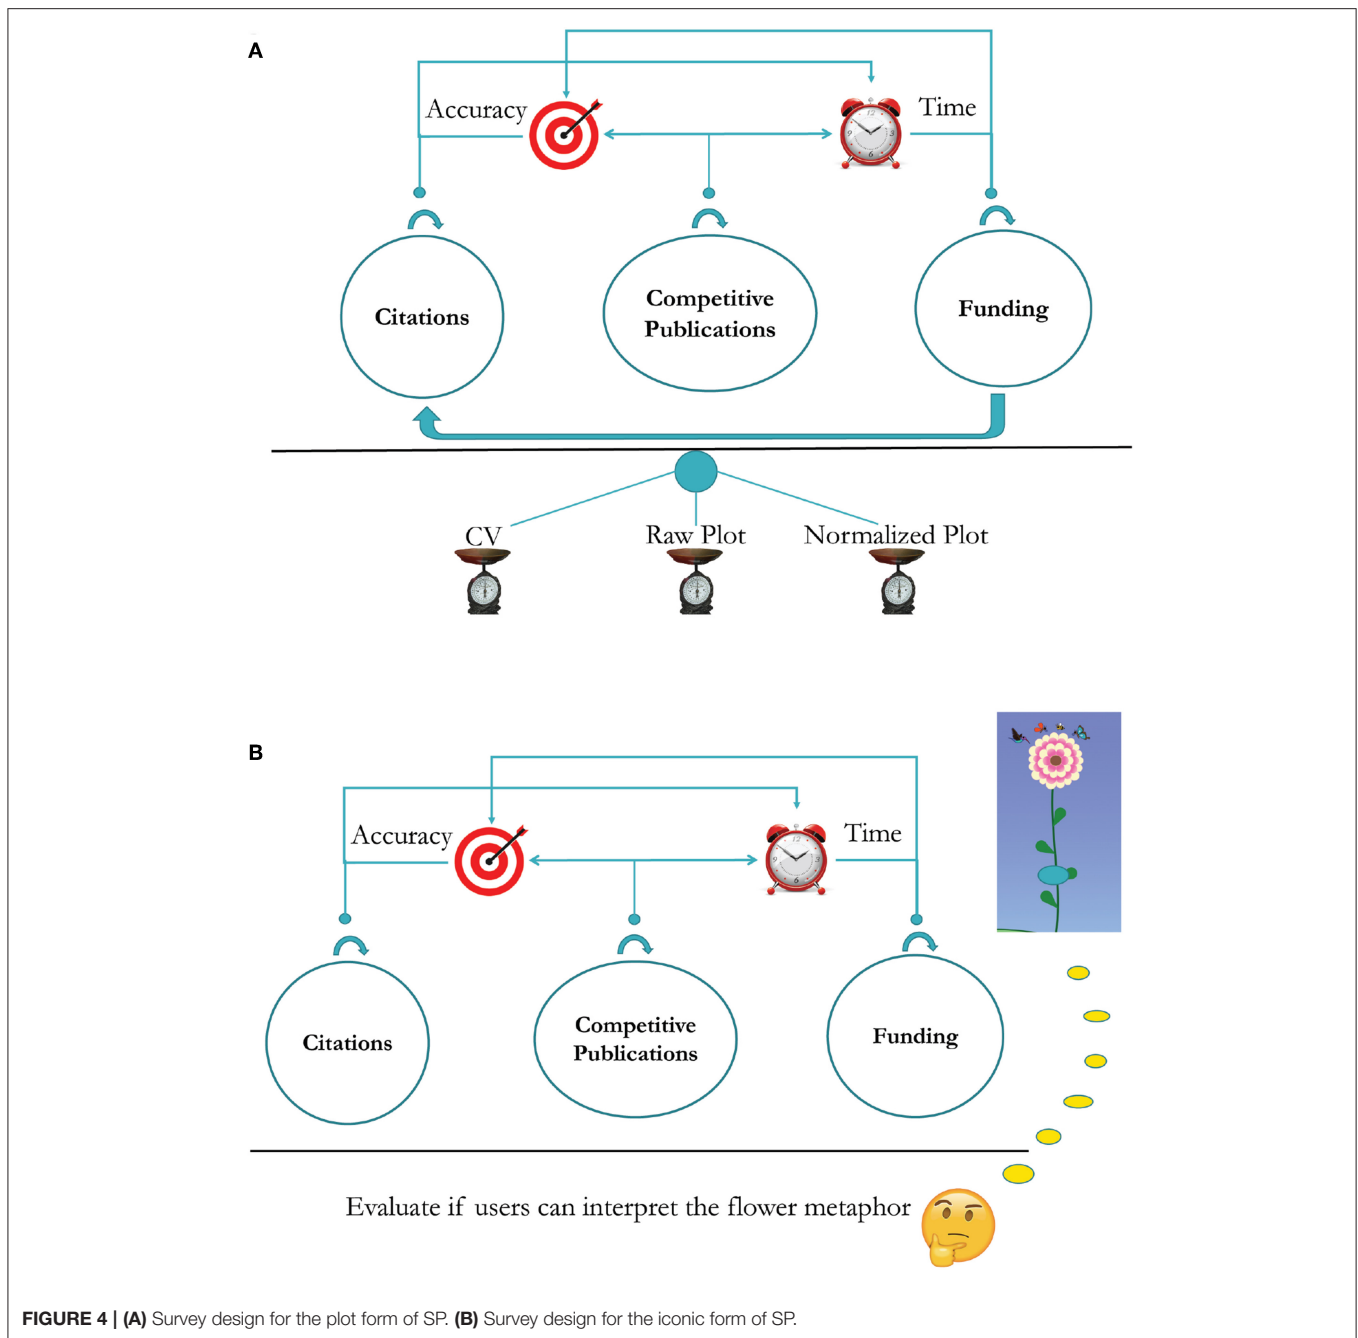 A
Accuracy
Time
Citations
Competitive
Publications
Funding
CV
Raw Plot
Normalized Plot
B
Accuracy
Time
Citations
Competitive
Publications
Funding
Evaluate if users can interpret the flower metaphor
FIGURE 4 | (A) Survey design for the plot form of SP. (B) Survey design for the iconic form of SP.